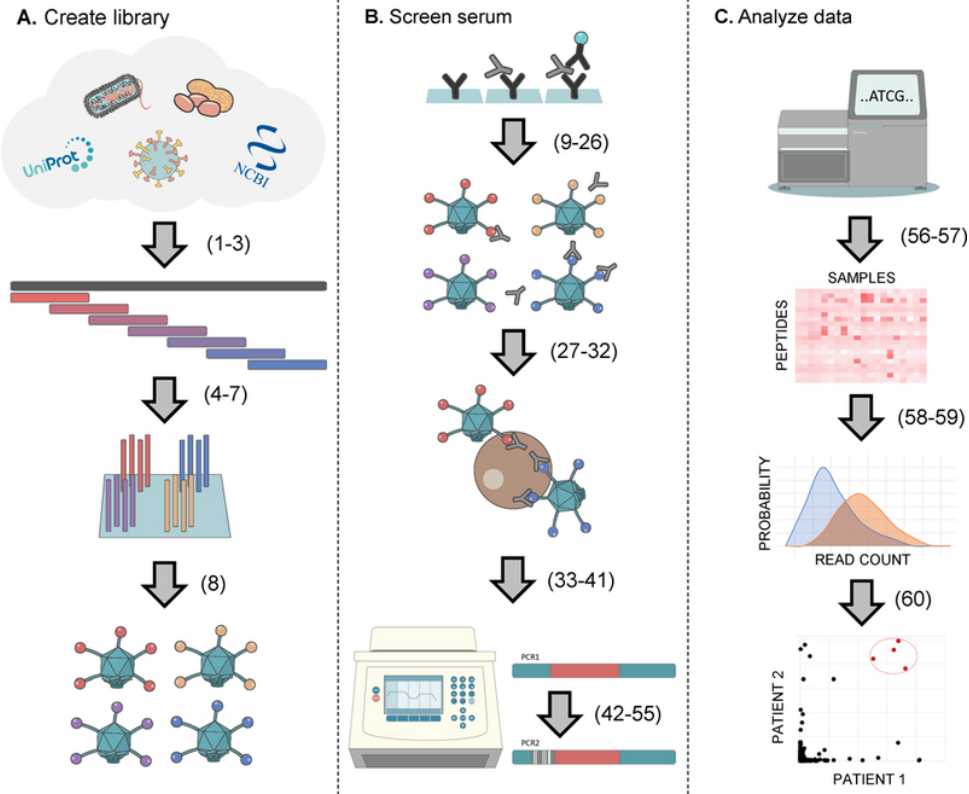 A. Create library
UniProt
NCBI
(1-3)
(4-7)
(8)
B. Screen serum
(9-26)
(27-32)
(33-41)
PCR1
(42-55)
PCR2
C. Analyze data
..ATCG..
(56-57)
SAMPLES
PEPTIDES
(58-59)
PROBABILITY
READ COUNT
(60)
PATIENT 2
PATIENT 1